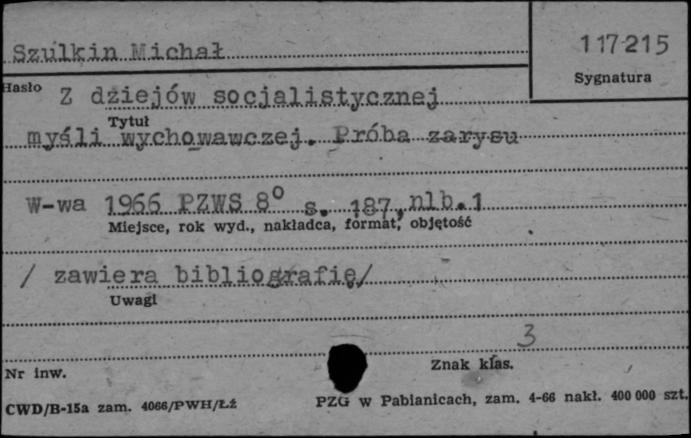 Szulkin Michał
117215
Sygnatura
Hasło
Z dziejów socjalistycznej
Tytuł
myśli wychowawczej. Próba zarysu
W-wa 1966 PZWS 8° s. 187, nlb.1
Miejsce, rok wyd., nakładca, format, objętość
/ zawiera bibliografię/
Uwagi
3
Nr inw.
Znak klas.
CWD/B-15a zam. 4066/PWH/Łż
PZG w Pabianicach, zam. 4-66 nakł. 400 000 szt.